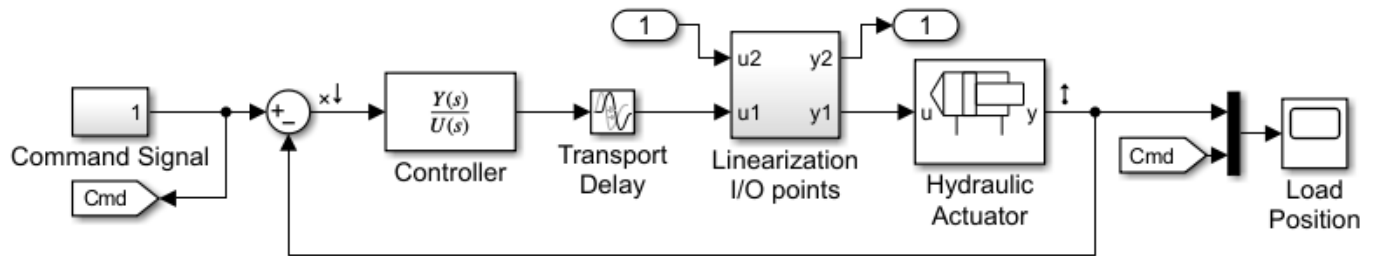 1
Command Signal
Cmd
+
−
×↓
Y(s)
U(s)
Controller
Transport
Delay
1
1
u2 y2
u1 y1
Linearization
I/O points
u y
↕
Hydraulic
Actuator
Cmd
Load
Position